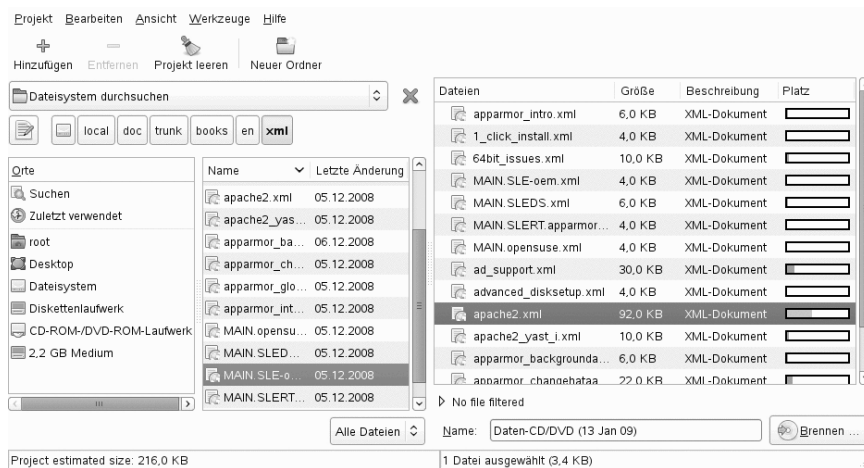 Projekt Bearbeiten Ansicht Werkzeuge Hilfe
Hinzufügen Entfernen Projekt leeren Neuer Ordner
Dateisystem durchsuchen
local doc trunk books en xml
Orte
Suchen
Zuletzt verwendet
root
Desktop
Dateisystem
Diskettenlaufwerk
CD-ROM-/DVD-ROM-Laufwerk
2,2 GB Medium
Name Letzte Änderung
apache2.xml 05.12.2008
apache2_yas... 05.12.2008
apparmor_ba... 06.12.2008
apparmor_ch... 05.12.2008
apparmor_glo... 05.12.2008
apparmor_int... 05.12.2008
MAIN.opensu... 05.12.2008
MAIN.SLED... 05.12.2008
MAIN.SLE-o... 05.12.2008
MAIN.SLERT... 05.12.2008
Alle Dateien
Dateien Größe Beschreibung Platz
apparmor_intro.xml 6,0 KB XML-Dokument
1_click_install.xml 4,0 KB XML-Dokument
64bit_issues.xml 10,0 KB XML-Dokument
MAIN.SLE-oem.xml 4,0 KB XML-Dokument
MAIN.SLEDS.xml 6,0 KB XML-Dokument
MAIN.SLERT.apparmor... 4,0 KB XML-Dokument
MAIN.opensuse.xml 4,0 KB XML-Dokument
ad_support.xml 30,0 KB XML-Dokument
advanced_disksetup.xml 4,0 KB XML-Dokument
apache2.xml 92,0 KB XML-Dokument
apache2_yast_i.xml 10,0 KB XML-Dokument
apparmor_backgrounda... 6,0 KB XML-Dokument
apparmor_changehataa... 22,0 KB XML-Dokument
No file filtered
Name: Daten-CD/DVD (13 Jan 09) Brennen ...
Project estimated size: 216,0 KB
1 Datei ausgewählt (3,4 KB)